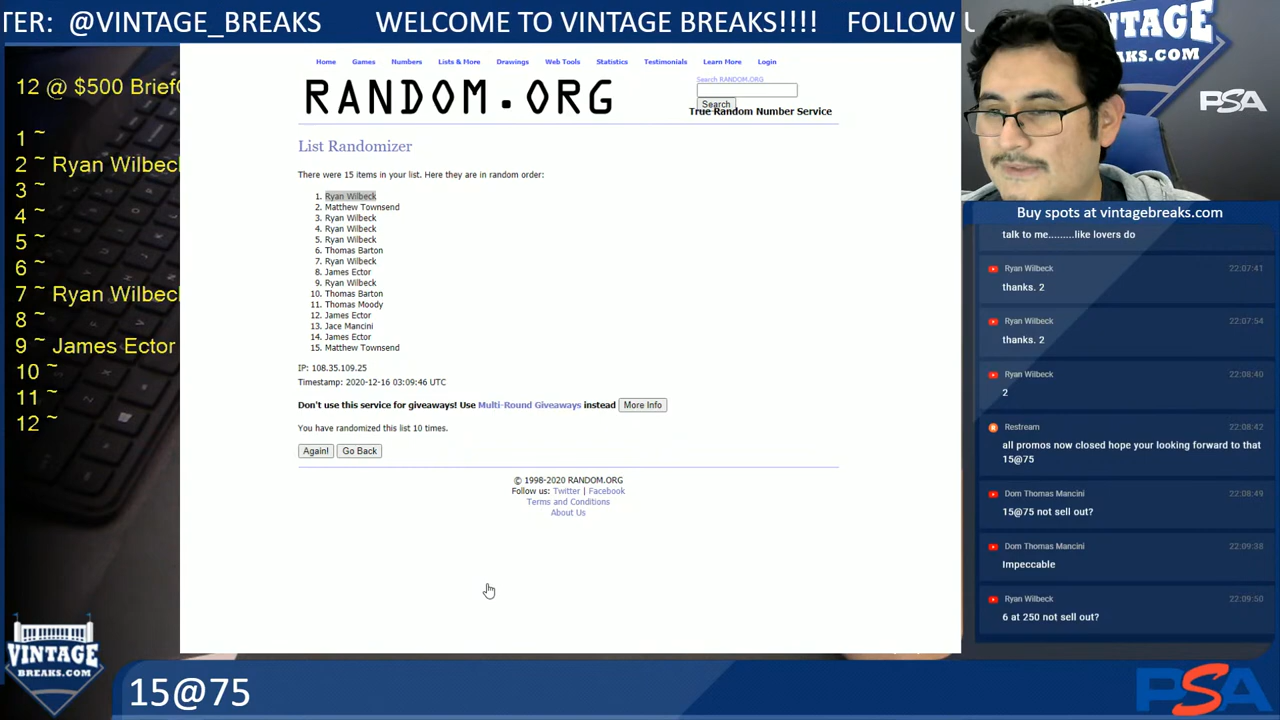 TER: @VINTAGE_BREAKS WELCOME TO VINTAGE BREAKS!!!! FOLLOW U
12 @ $500 Brief
1 ~
2 ~ Ryan Wilbec
3 ~
4 ~
5 ~
6 ~
7 ~ Ryan Wilbec
8 ~
9 ~ James Ector
10 ~
11 ~
12 ~
Home Games Numbers Lists & More Drawings Web Tools Statistics Testimonials Learn More Login
RANDOM.ORG
Search RANDOM.ORG
Search
True Random Number Service
List Randomizer
There were 15 items in your list. Here they are in random order:
1. Ryan Wilbeck
2. Matthew Townsend
3. Ryan Wilbeck
4. Ryan Wilbeck
5. Ryan Wilbeck
6. Thomas Barton
7. Ryan Wilbeck
8. James Ector
9. Ryan Wilbeck
10. Thomas Barton
11. Thomas Moody
12. James Ector
13. Jace Mancini
14. James Ector
15. Matthew Townsend
IP: 108.35.109.25
Timestamp: 2020-12-16 03:09:46 UTC
Don't use this service for giveaways! Use Multi-Round Giveaways instead More Info
You have randomized this list 10 times.
Again! Go Back
© 1998-2020 RANDOM.ORG
Follow us: Twitter | Facebook
Terms and Conditions
About Us
VINTAGE
BREAKS.COM
PSA
Buy spots at vintagebreaks.com
talk to me.........like lovers do
Ryan Wilbeck 22:07:41
thanks. 2
Ryan Wilbeck 22:07:54
thanks. 2
Ryan Wilbeck 22:08:40
2
Restream 22:08:42
all promos now closed hope your looking forward to that
15@75
Dom Thomas Mancini 22:08:49
15@75 not sell out?
Dom Thomas Mancini 22:09:38
Impeccable
Ryan Wilbeck 22:09:50
6 at 250 not sell out?
VINTAGE
BREAKS.COM
15@75
PSA